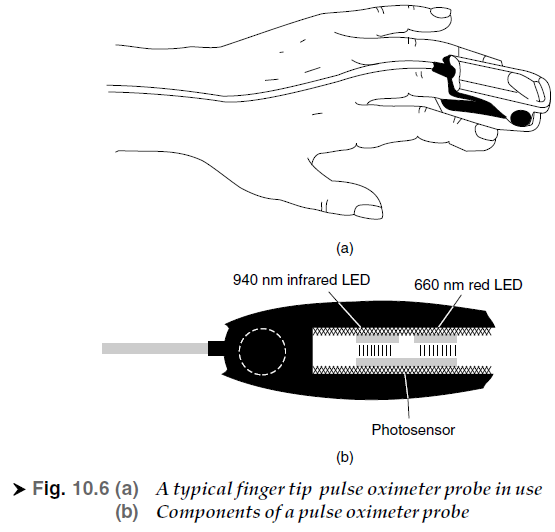 (a)
940 nm infrared LED
660 nm red LED
Photosensor
(b)
➤ Fig. 10.6 (a) A typical finger tip pulse oximeter probe in use
(b) Components of a pulse oximeter probe